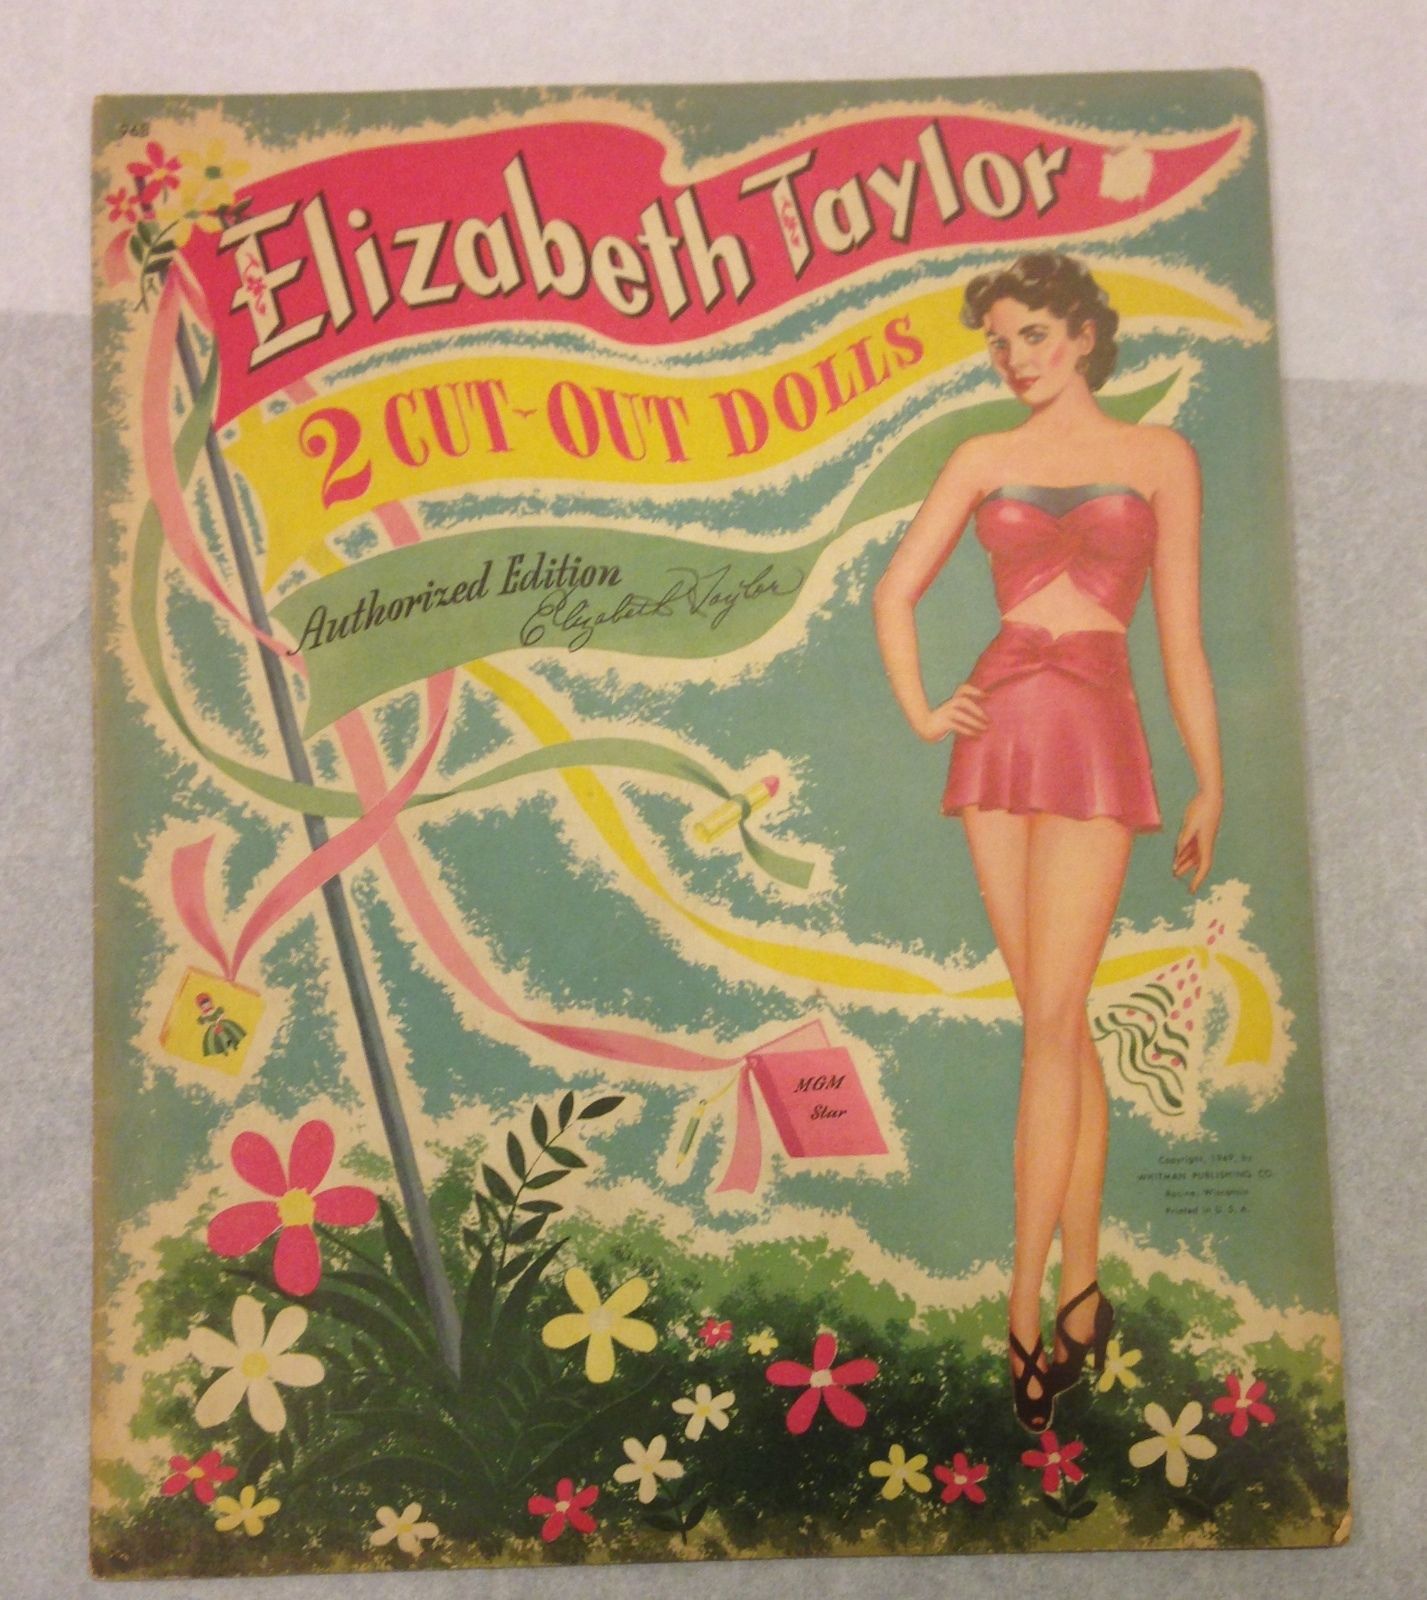 968
Elizabeth Taylor
2 CUT-OUT DOLLS
Authorized Edition
Elizabeth Taylor
MGM
Star
Copyright, 1949, by
WHITMAN PUBLISHING CO.
Racine, Wisconsin
Printed in U. S. A.